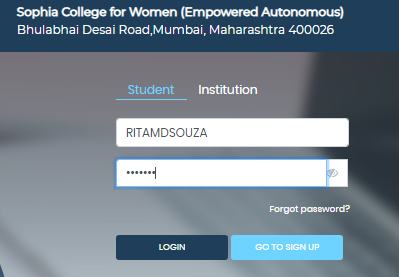 Sophia College for Women (Empowered Autonomous)
Bhulabhai Desai Road,Mumbai, Maharashtra 400026
Student Institution
RITAMDSOUZA
•••••••
Forgot password?
LOGIN GO TO SIGN UP